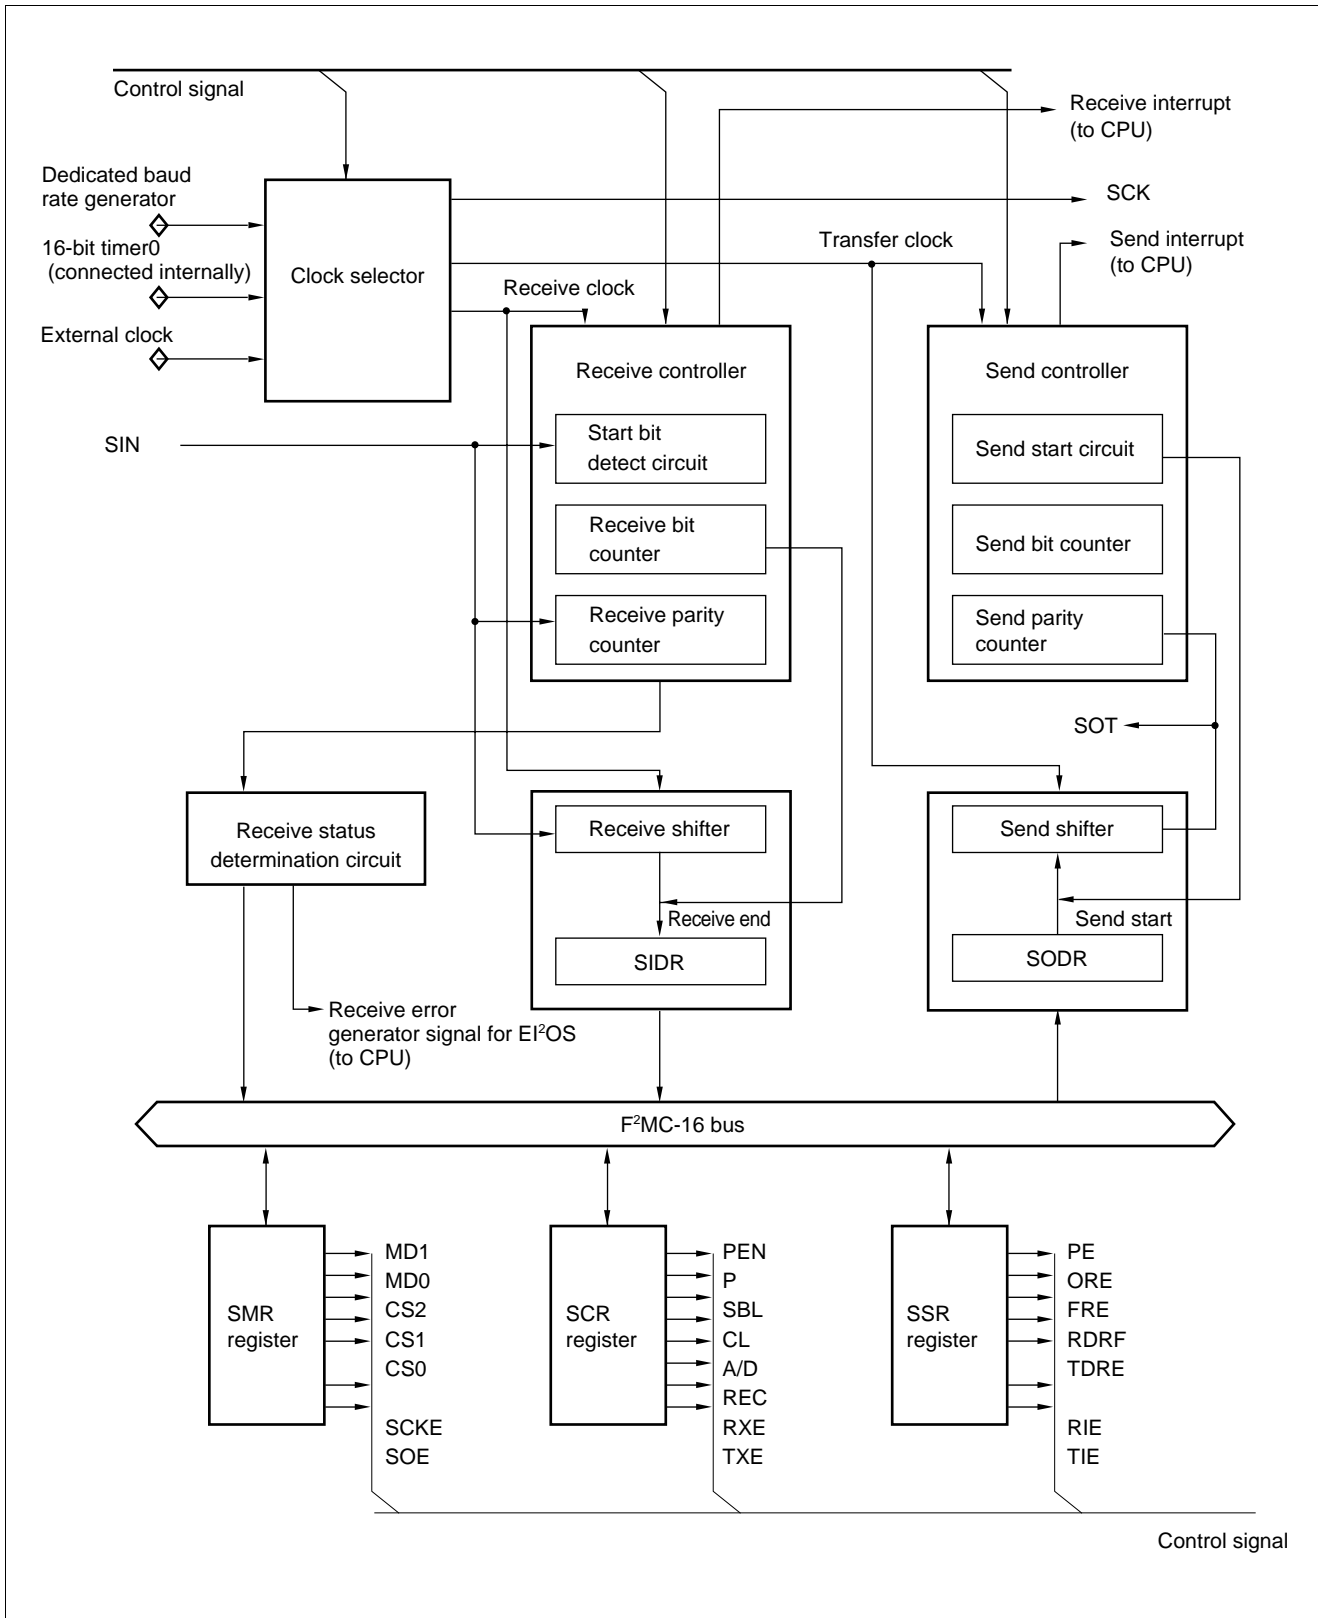 Control signal
Receive interrupt
(to CPU)
Dedicated baud
rate generator
SCK
16-bit timer0
(connected internally)
Clock selector
Transfer clock
Send interrupt
(to CPU)
Receive clock
External clock
Receive controller
Send controller
SIN
Start bit
detect circuit
Send start circuit
Receive bit
counter
Send bit counter
Receive parity
counter
Send parity
counter
SOT
Receive status
determination circuit
Receive shifter
Send shifter
Receive end
Send start
SIDR
SODR
Receive error
generator signal for EI²OS
(to CPU)
F²MC-16 bus
SMR
register
MD1
MD0
CS2
CS1
CS0
SCKE
SOE
SCR
register
PEN
P
SBL
CL
A/D
REC
RXE
TXE
SSR
register
PE
ORE
FRE
RDRF
TDRE
RIE
TIE
Control signal